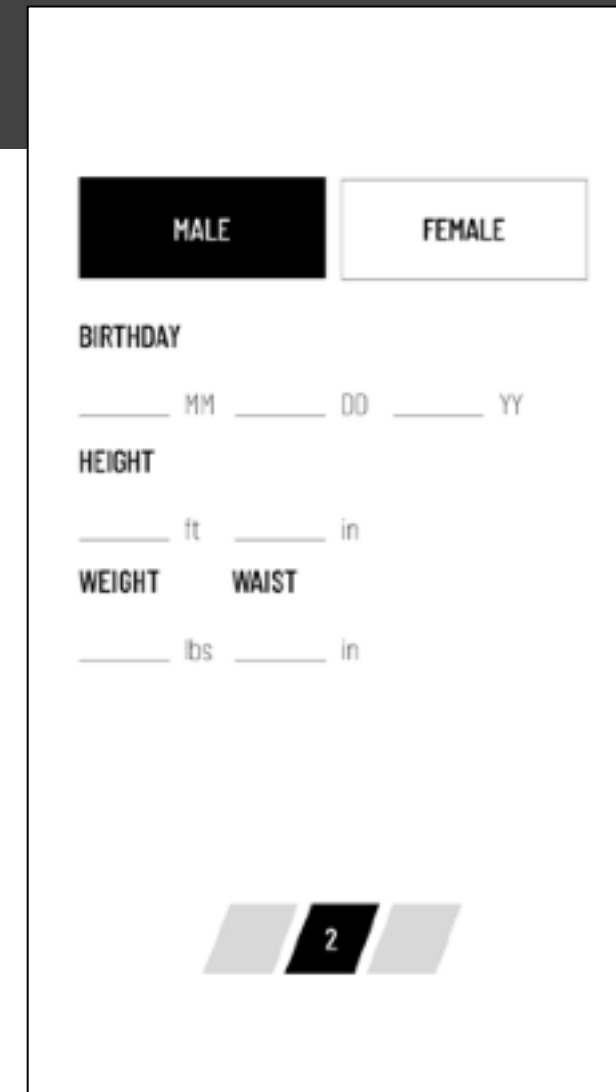 MALE FEMALE
BIRTHDAY
MM DD YY
HEIGHT
ft in
WEIGHT WAIST
lbs in
2